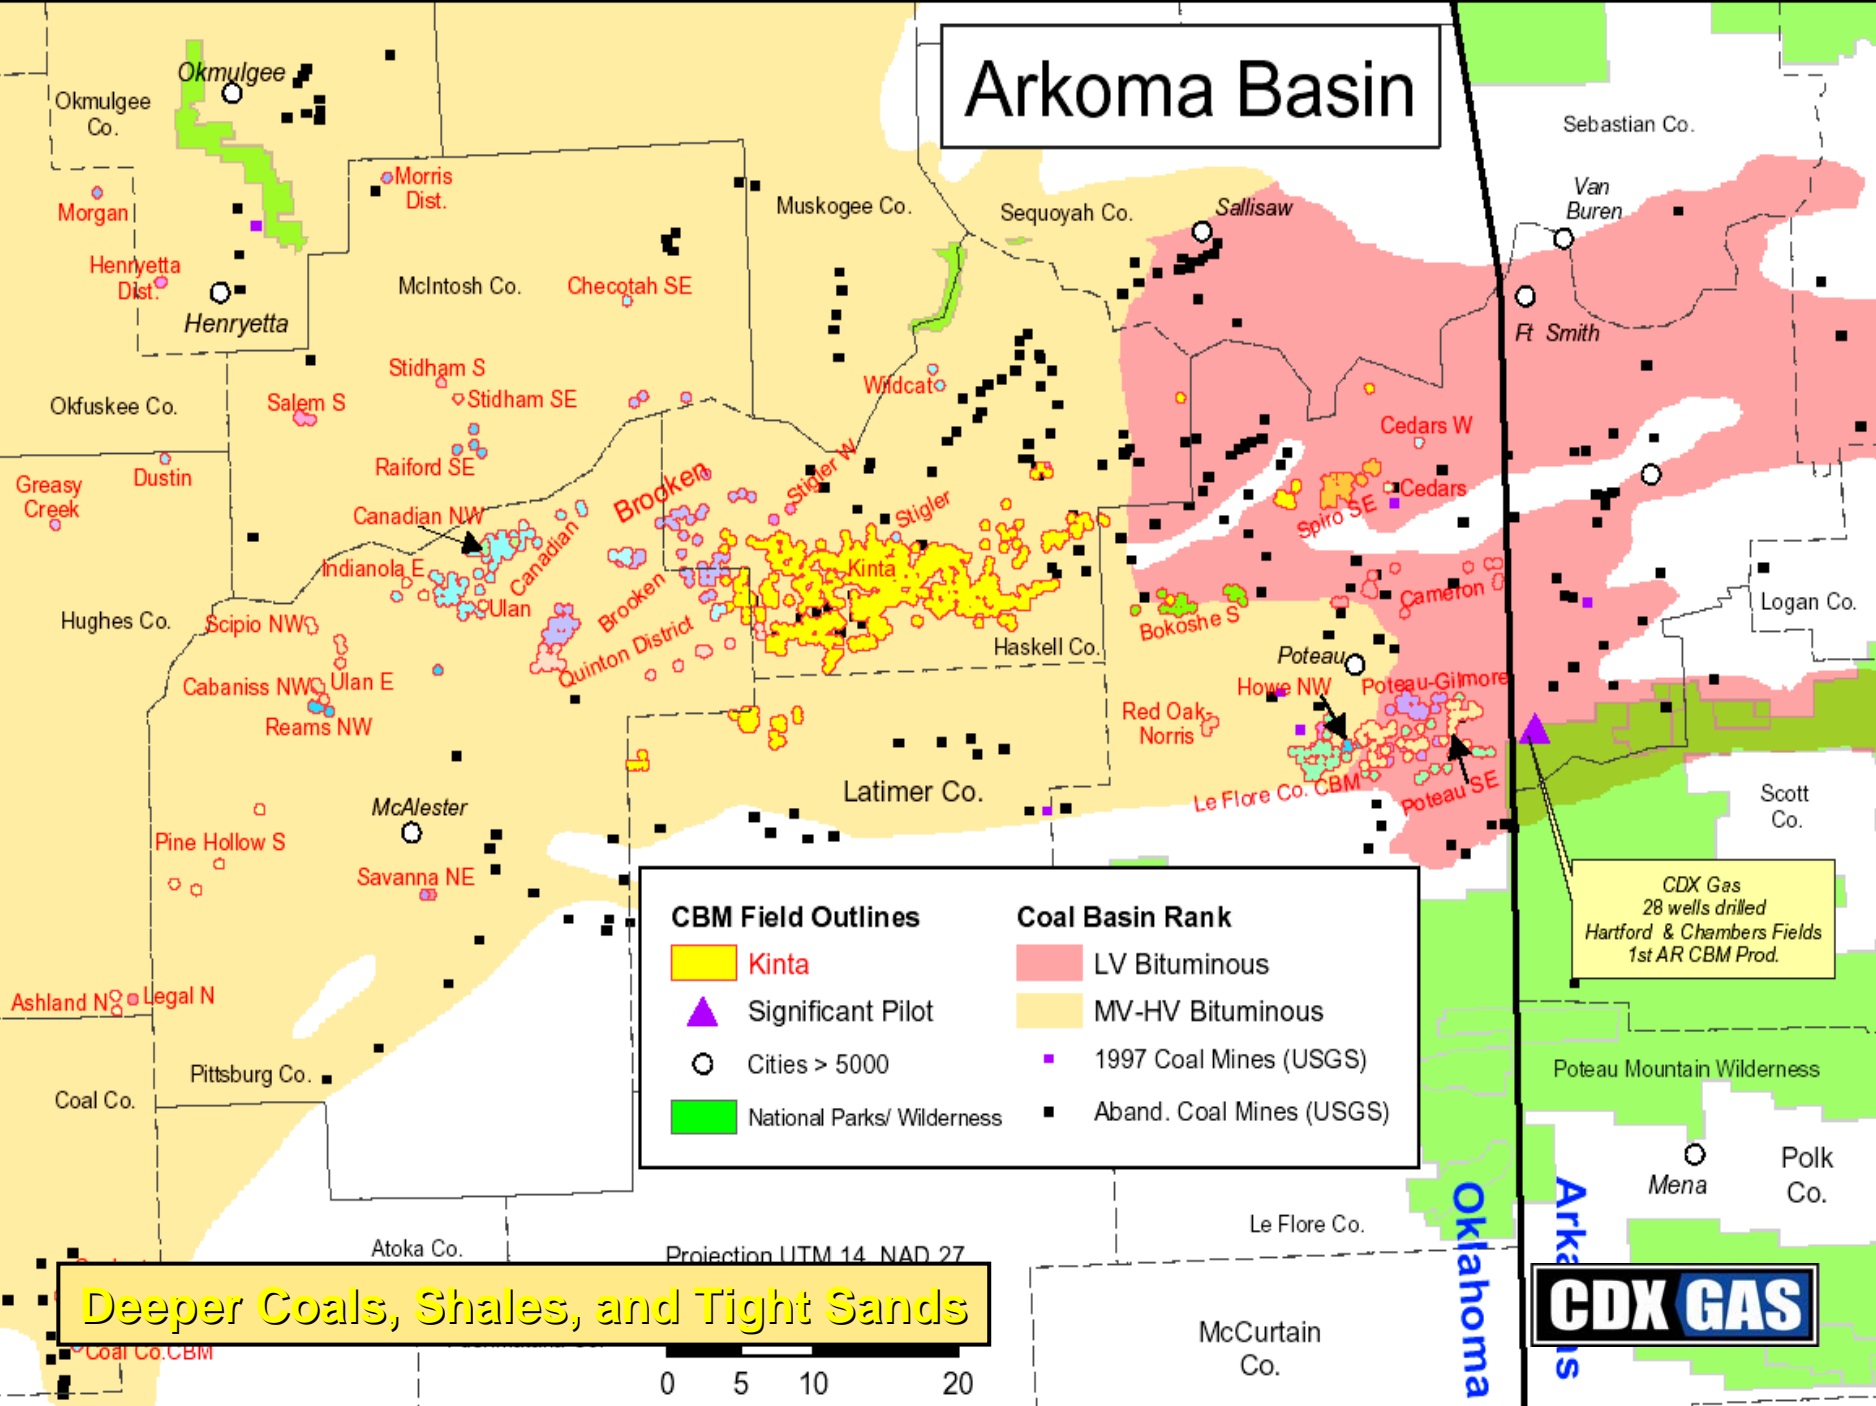 Arkoma Basin
Okmulgee
Okmulgee
Co.
Sebastian Co.
Van
Buren
Morris
Dist.
Morgan
Muskogee Co.
Sequoyah Co.
Sallisaw
Henryetta
Dist.
McIntosh Co.
Checotah SE
Henryetta
Ft Smith
Stidham S
Stidham SE
Wildcat
Okfuskee Co.
Salem S
Cedars W
Raiford SE
Dustin
Greasy
Creek
Brooken
Stigler W
Stigler
Cedars
Spiro SE
Canadian NW
Canadian
Indianola E
Kinta
Ulan
Brooken
Cameron
Logan Co.
Hughes Co.
Scipio NW
Bokoshe S
Quinton District
Haskell Co.
Poteau
Cabaniss NW
Ulan E
Howe NW
Poteau-Gilmore
Reams NW
Red Oak-
Norris
Latimer Co.
Le Flore Co. CBM
Poteau SE
Scott
Co.
McAlester
Pine Hollow S
Savanna NE
CDX Gas
28 wells drilled
Hartford & Chambers Fields
1st AR CBM Prod.
CBM Field Outlines
Kinta
Significant Pilot
Cities > 5000
National Parks/ Wilderness
Coal Basin Rank
LV Bituminous
MV-HV Bituminous
1997 Coal Mines (USGS)
Aband. Coal Mines (USGS)
Ashland N
Legal N
Pittsburg Co.
Coal Co.
Poteau Mountain Wilderness
Mena
Polk
Co.
Oklahoma
Le Flore Co.
Atoka Co.
Projection UTM 14 NAD 27
Deeper Coals, Shales, and Tight Sands
CDX GAS
McCurtain
Co.
Coal Co.CBM
0 5 10 20